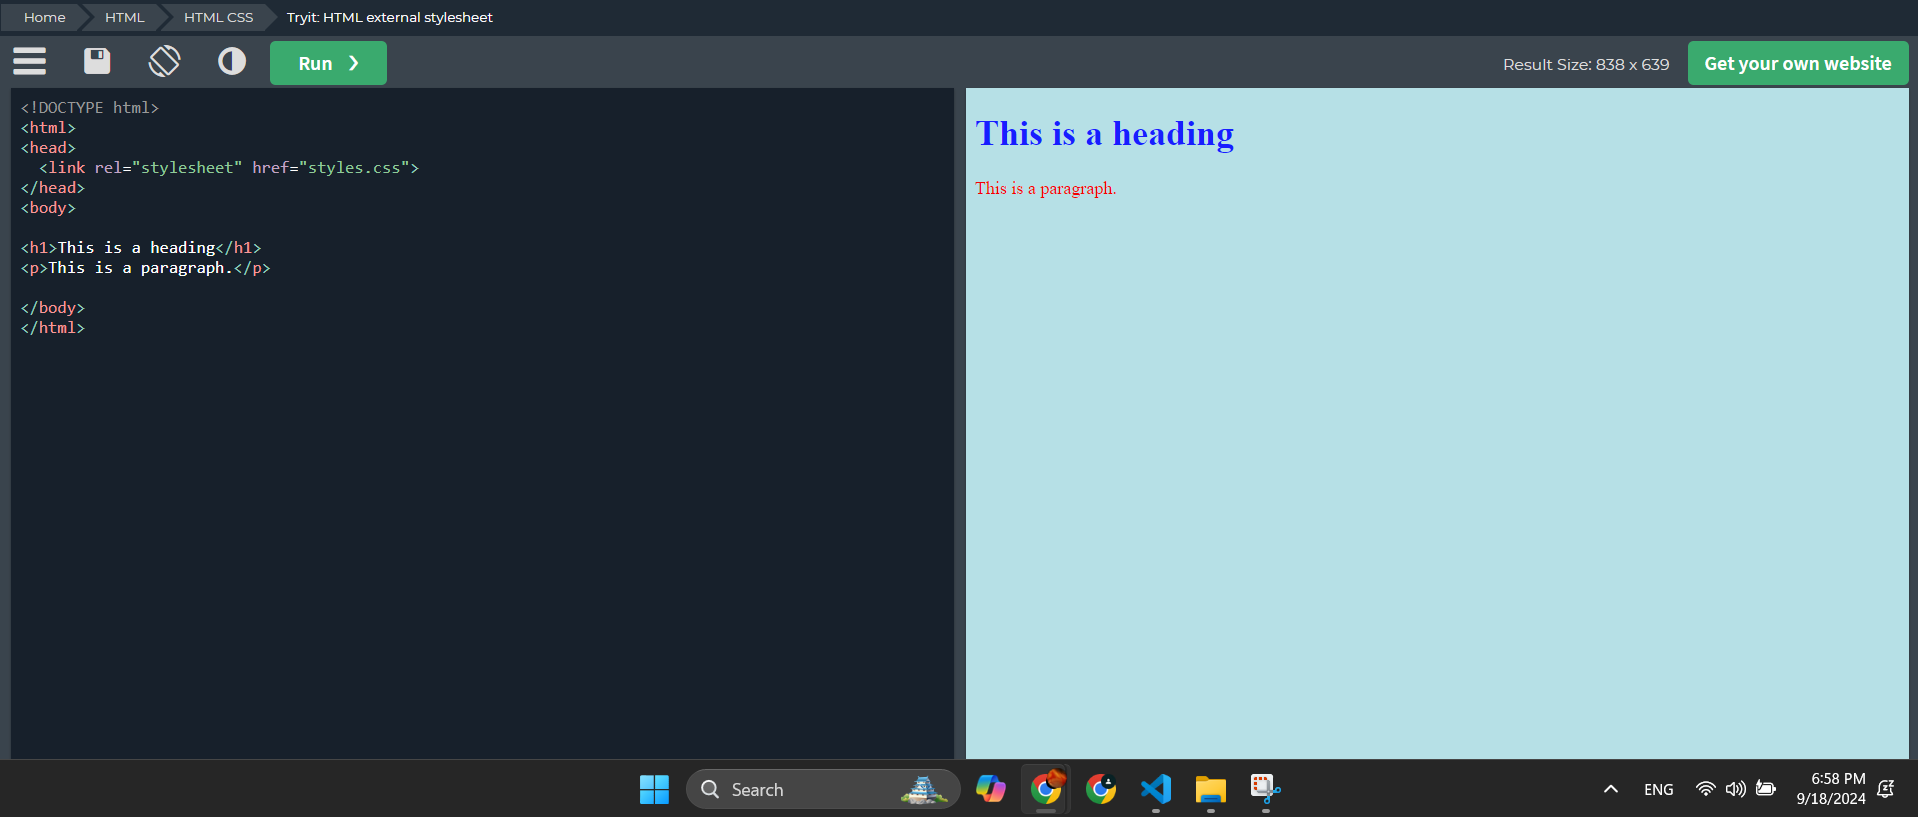 Home HTML HTML CSS Tryit: HTML external stylesheet
Run ❯ Result Size: 838 x 639 Get your own website
<!DOCTYPE html>
<html>
<head>
  <link rel="stylesheet" href="styles.css">
</head>
<body>
<h1>This is a heading</h1>
<p>This is a paragraph.</p>
</body>
</html>
This is a heading
This is a paragraph.
Search
ENG
6:58 PM
9/18/2024